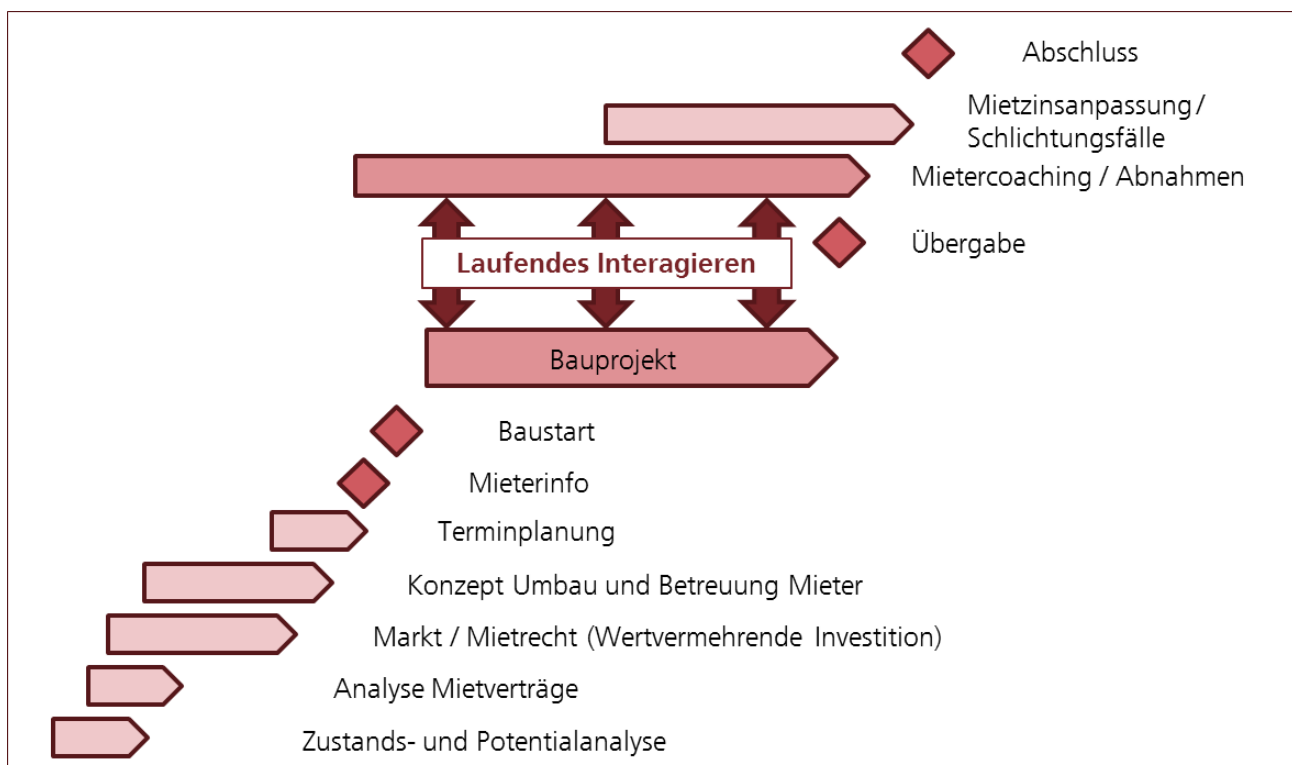 Abschluss
Mietzinsanpassung /
Schlichtungsfälle
Mietercoaching / Abnahmen
Übergabe
Laufendes Interagieren
Bauprojekt
Baustart
Mieterinfo
Terminplanung
Konzept Umbau und Betreuung Mieter
Markt / Mietrecht (Wertvermehrende Investition)
Analyse Mietverträge
Zustands- und Potentialanalyse